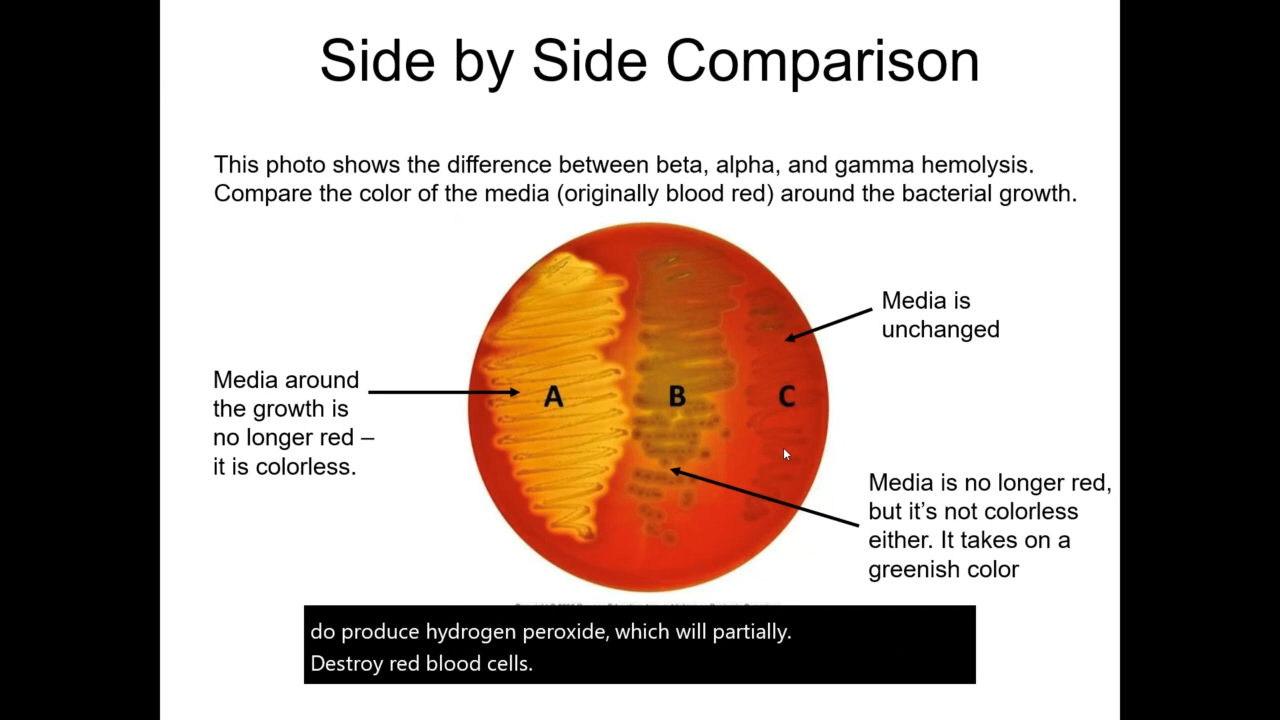 Side by Side Comparison
This photo shows the difference between beta, alpha, and gamma hemolysis.
Compare the color of the media (originally blood red) around the bacterial growth.
Media is
unchanged
Media around
the growth is
no longer red –
it is colorless.
A
B
C
Media is no longer red,
but it’s not colorless
either. It takes on a
greenish color
do produce hydrogen peroxide, which will partially.
Destroy red blood cells.